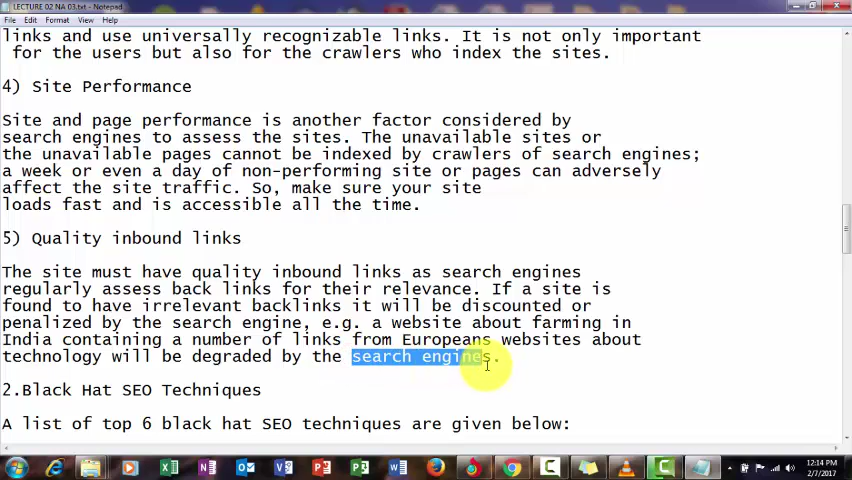 LECTURE 02 NA 03.txt - Notepad
File Edit Format View Help
links and use universally recognizable links. It is not only important
for the users but also for the crawlers who index the sites.
4) Site Performance
Site and page performance is another factor considered by
search engines to assess the sites. The unavailable sites or
the unavailable pages cannot be indexed by crawlers of search engines;
a week or even a day of non-performing site or pages can adversely
affect the site traffic. So, make sure your site
loads fast and is accessible all the time.
5) Quality inbound links
The site must have quality inbound links as search engines
regularly assess back links for their relevance. If a site is
found to have irrelevant backlinks it will be discounted or
penalized by the search engine, e.g. a website about farming in
India containing a number of links from Europeans websites about
technology will be degraded by the search engines.
2.Black Hat SEO Techniques
A list of top 6 black hat SEO techniques are given below:
12:14 PM
2/7/2017